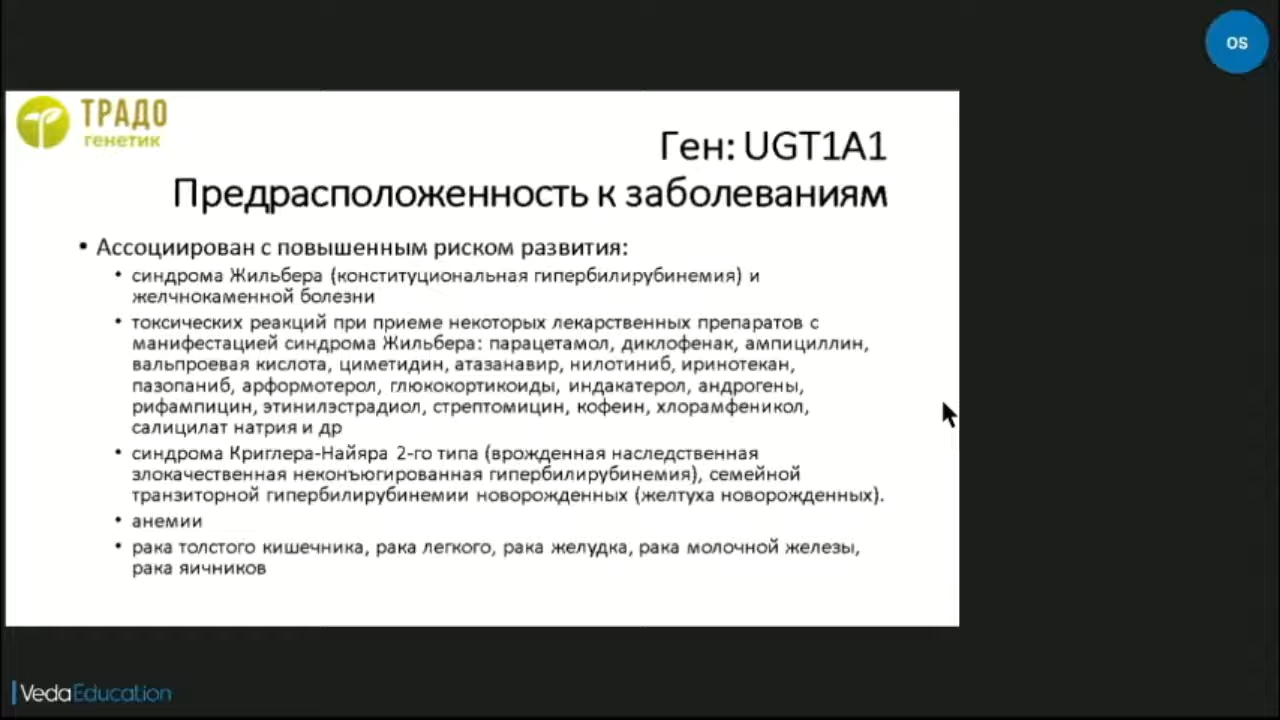 OS
ТРАДО
генетик
Ген: UGT1A1
Предрасположенность к заболеваниям
• Ассоциирован с повышенным риском развития:
• синдрома Жильбера (конституциональная гипербилирубинемия) и
желчнокаменной болезни
• токсических реакций при приеме некоторых лекарственных препаратов с
манифестацией синдрома Жильбера: парацетамол, диклофенак, ампициллин,
вальпроевая кислота, циметидин, атазанавир, нилотиниб, иринотекан,
пазопаниб, арформотерол, глюкокортикоиды, индакатерол, андрогены,
рифампицин, этинилэстрадиол, стрептомицин, кофеин, хлорамфеникол,
салицилат натрия и др
• синдрома Криглера-Найяра 2-го типа (врожденная наследственная
злокачественная неконъюгированная гипербилирубинемия), семейной
транзиторной гипербилирубинемии новорожденных (желтуха новорожденных).
• анемии
• рака толстого кишечника, рака легкого, рака желудка, рака молочной железы,
рака яичников
VedaEducation